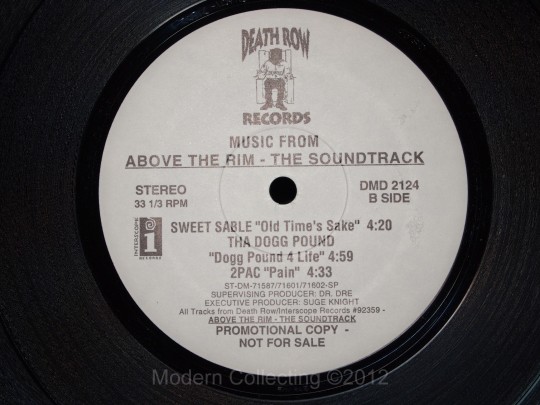 DEATH ROW
RECORDS
MUSIC FROM
ABOVE THE RIM - THE SOUNDTRACK
STEREO
33 1/3 RPM
DMD 2124
B SIDE
INTERSCOPE
RECORDS
SWEET SABLE "Old Time's Sake" 4:20
THA DOGG POUND
"Dogg Pound 4 Life" 4:59
2PAC "Pain" 4:33
ST-DM-71587/71601/71602-SP
SUPERVISING PRODUCER: DR. DRE
EXECUTIVE PRODUCER: SUGE KNIGHT
All Tracks from Death Row/Interscope Records #92359 -
ABOVE THE RIM - THE SOUNDTRACK
PROMOTIONAL COPY -
NOT FOR SALE
Modern Collecting ©2012